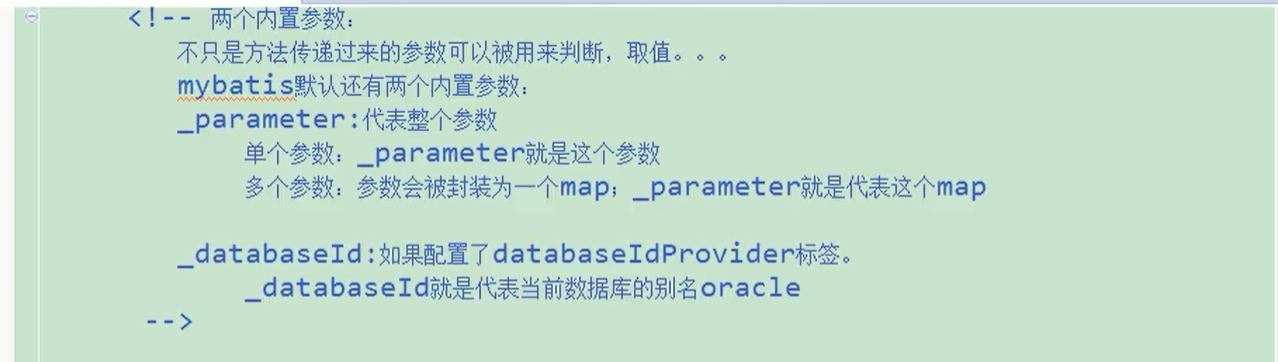 <!-- 两个内置参数:
不只是方法传递过来的参数可以被用来判断，取值。。。
mybatis默认还有两个内置参数:
_parameter:代表整个参数
单个参数：_parameter就是这个参数
多个参数：参数会被封装为一个map；_parameter就是代表这个map
_databaseId:如果配置了databaseIdProvider标签。
_databaseId就是代表当前数据库的别名oracle
-->